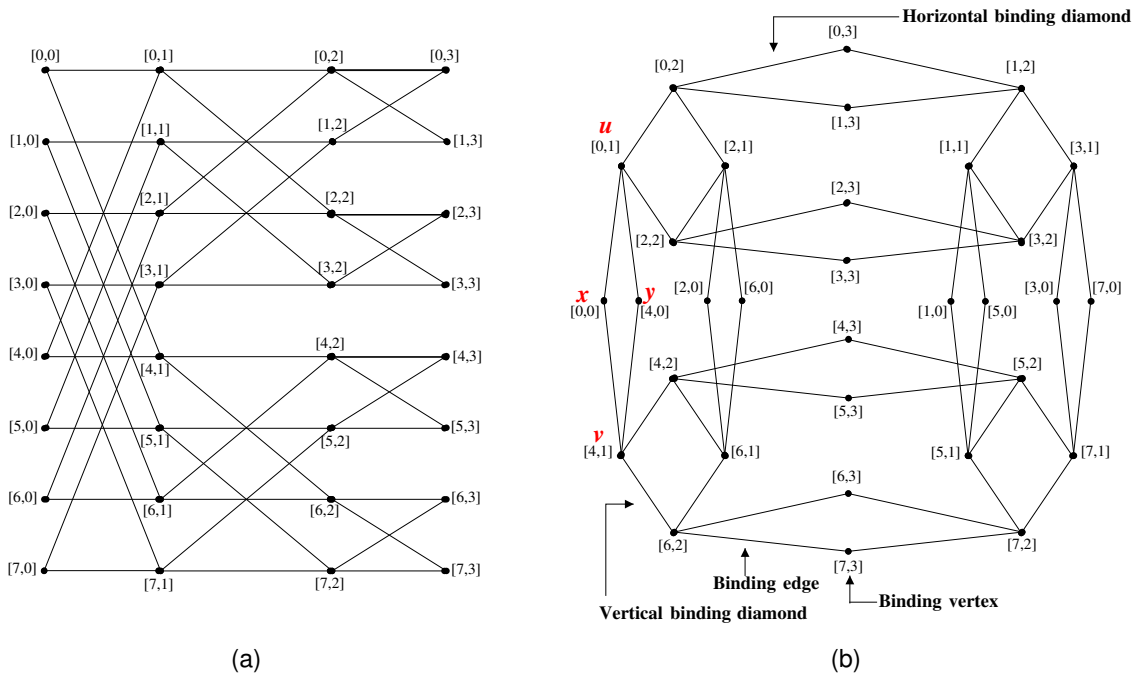 [0,0] [0,1] [0,2] [0,3]
[1,0] [1,1] [1,2] [1,3]
[2,0] [2,1] [2,2] [2,3]
[3,0] [3,1] [3,2] [3,3]
[4,0] [4,1] [4,2] [4,3]
[5,0] [5,1] [5,2] [5,3]
[6,0] [6,1] [6,2] [6,3]
[7,0] [7,1] [7,2] [7,3]
(a)
Horizontal binding diamond
[0,3]
[0,2] [1,2]
[1,3]
u
[0,1] [2,1] [1,1] [3,1]
[2,3]
[2,2] [3,2]
[3,3]
x y
[0,0] [4,0] [2,0] [6,0] [1,0] [5,0] [3,0] [7,0]
[4,3]
[4,2] [5,2]
[5,3]
v
[4,1] [6,1] [5,1] [7,1]
[6,3]
[6,2] [7,2]
[7,3]
Binding edge
Binding vertex
Vertical binding diamond
(b)